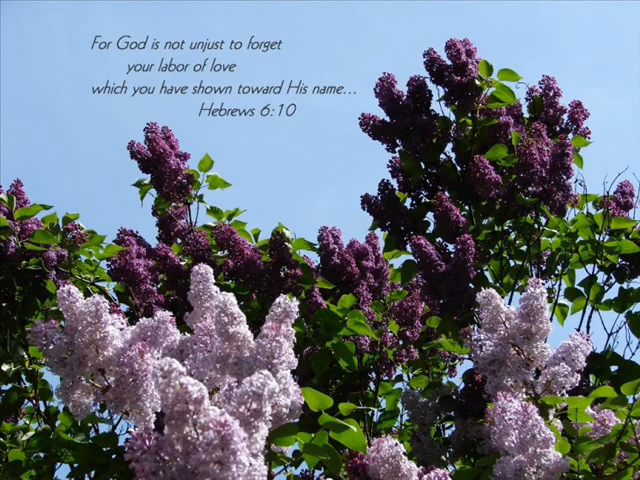 For God is not unjust to forget
your labor of love
which you have shown toward His name...
Hebrews 6:10